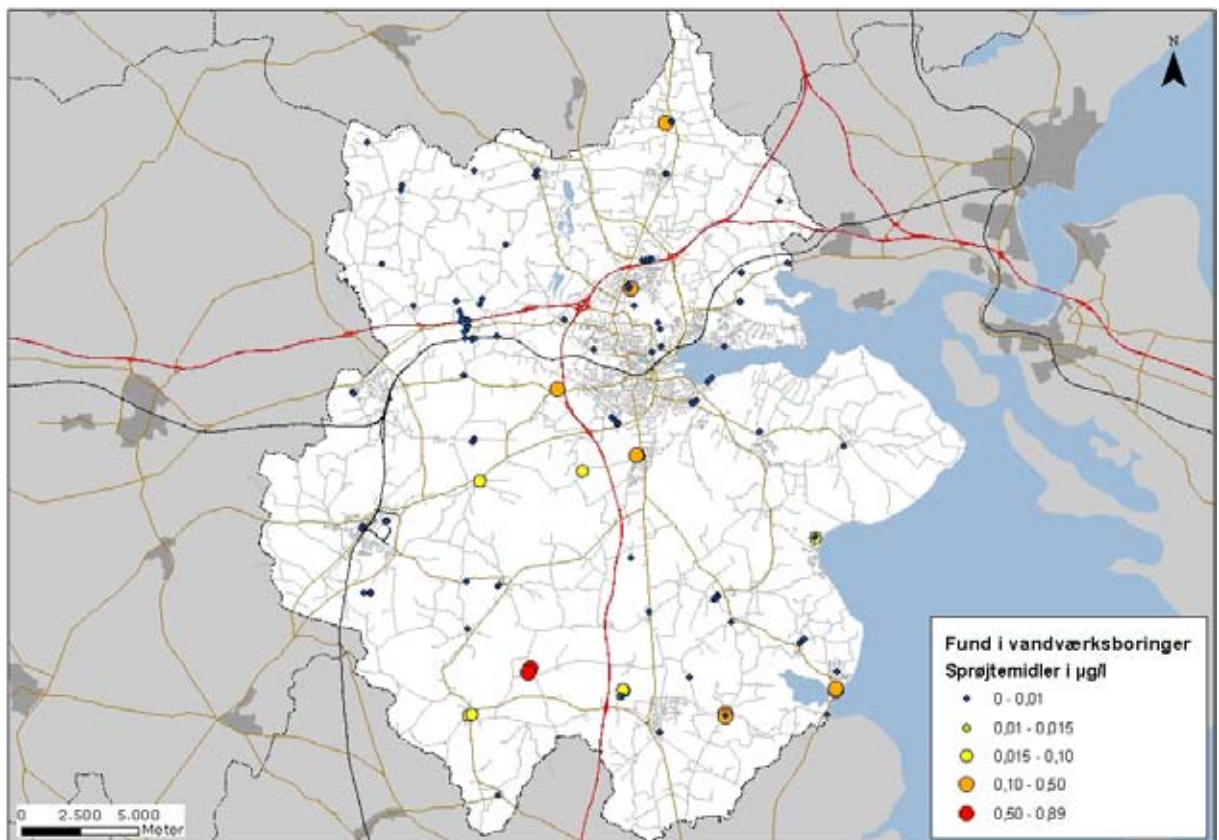 N
Fund i vandværksboringer
Sprøjtemidler i µg/l
0 - 0,01
0,01 - 0,015
0,015 - 0,10
0,10 - 0,50
0,50 - 0,89
0 2.500 5.000
Meter